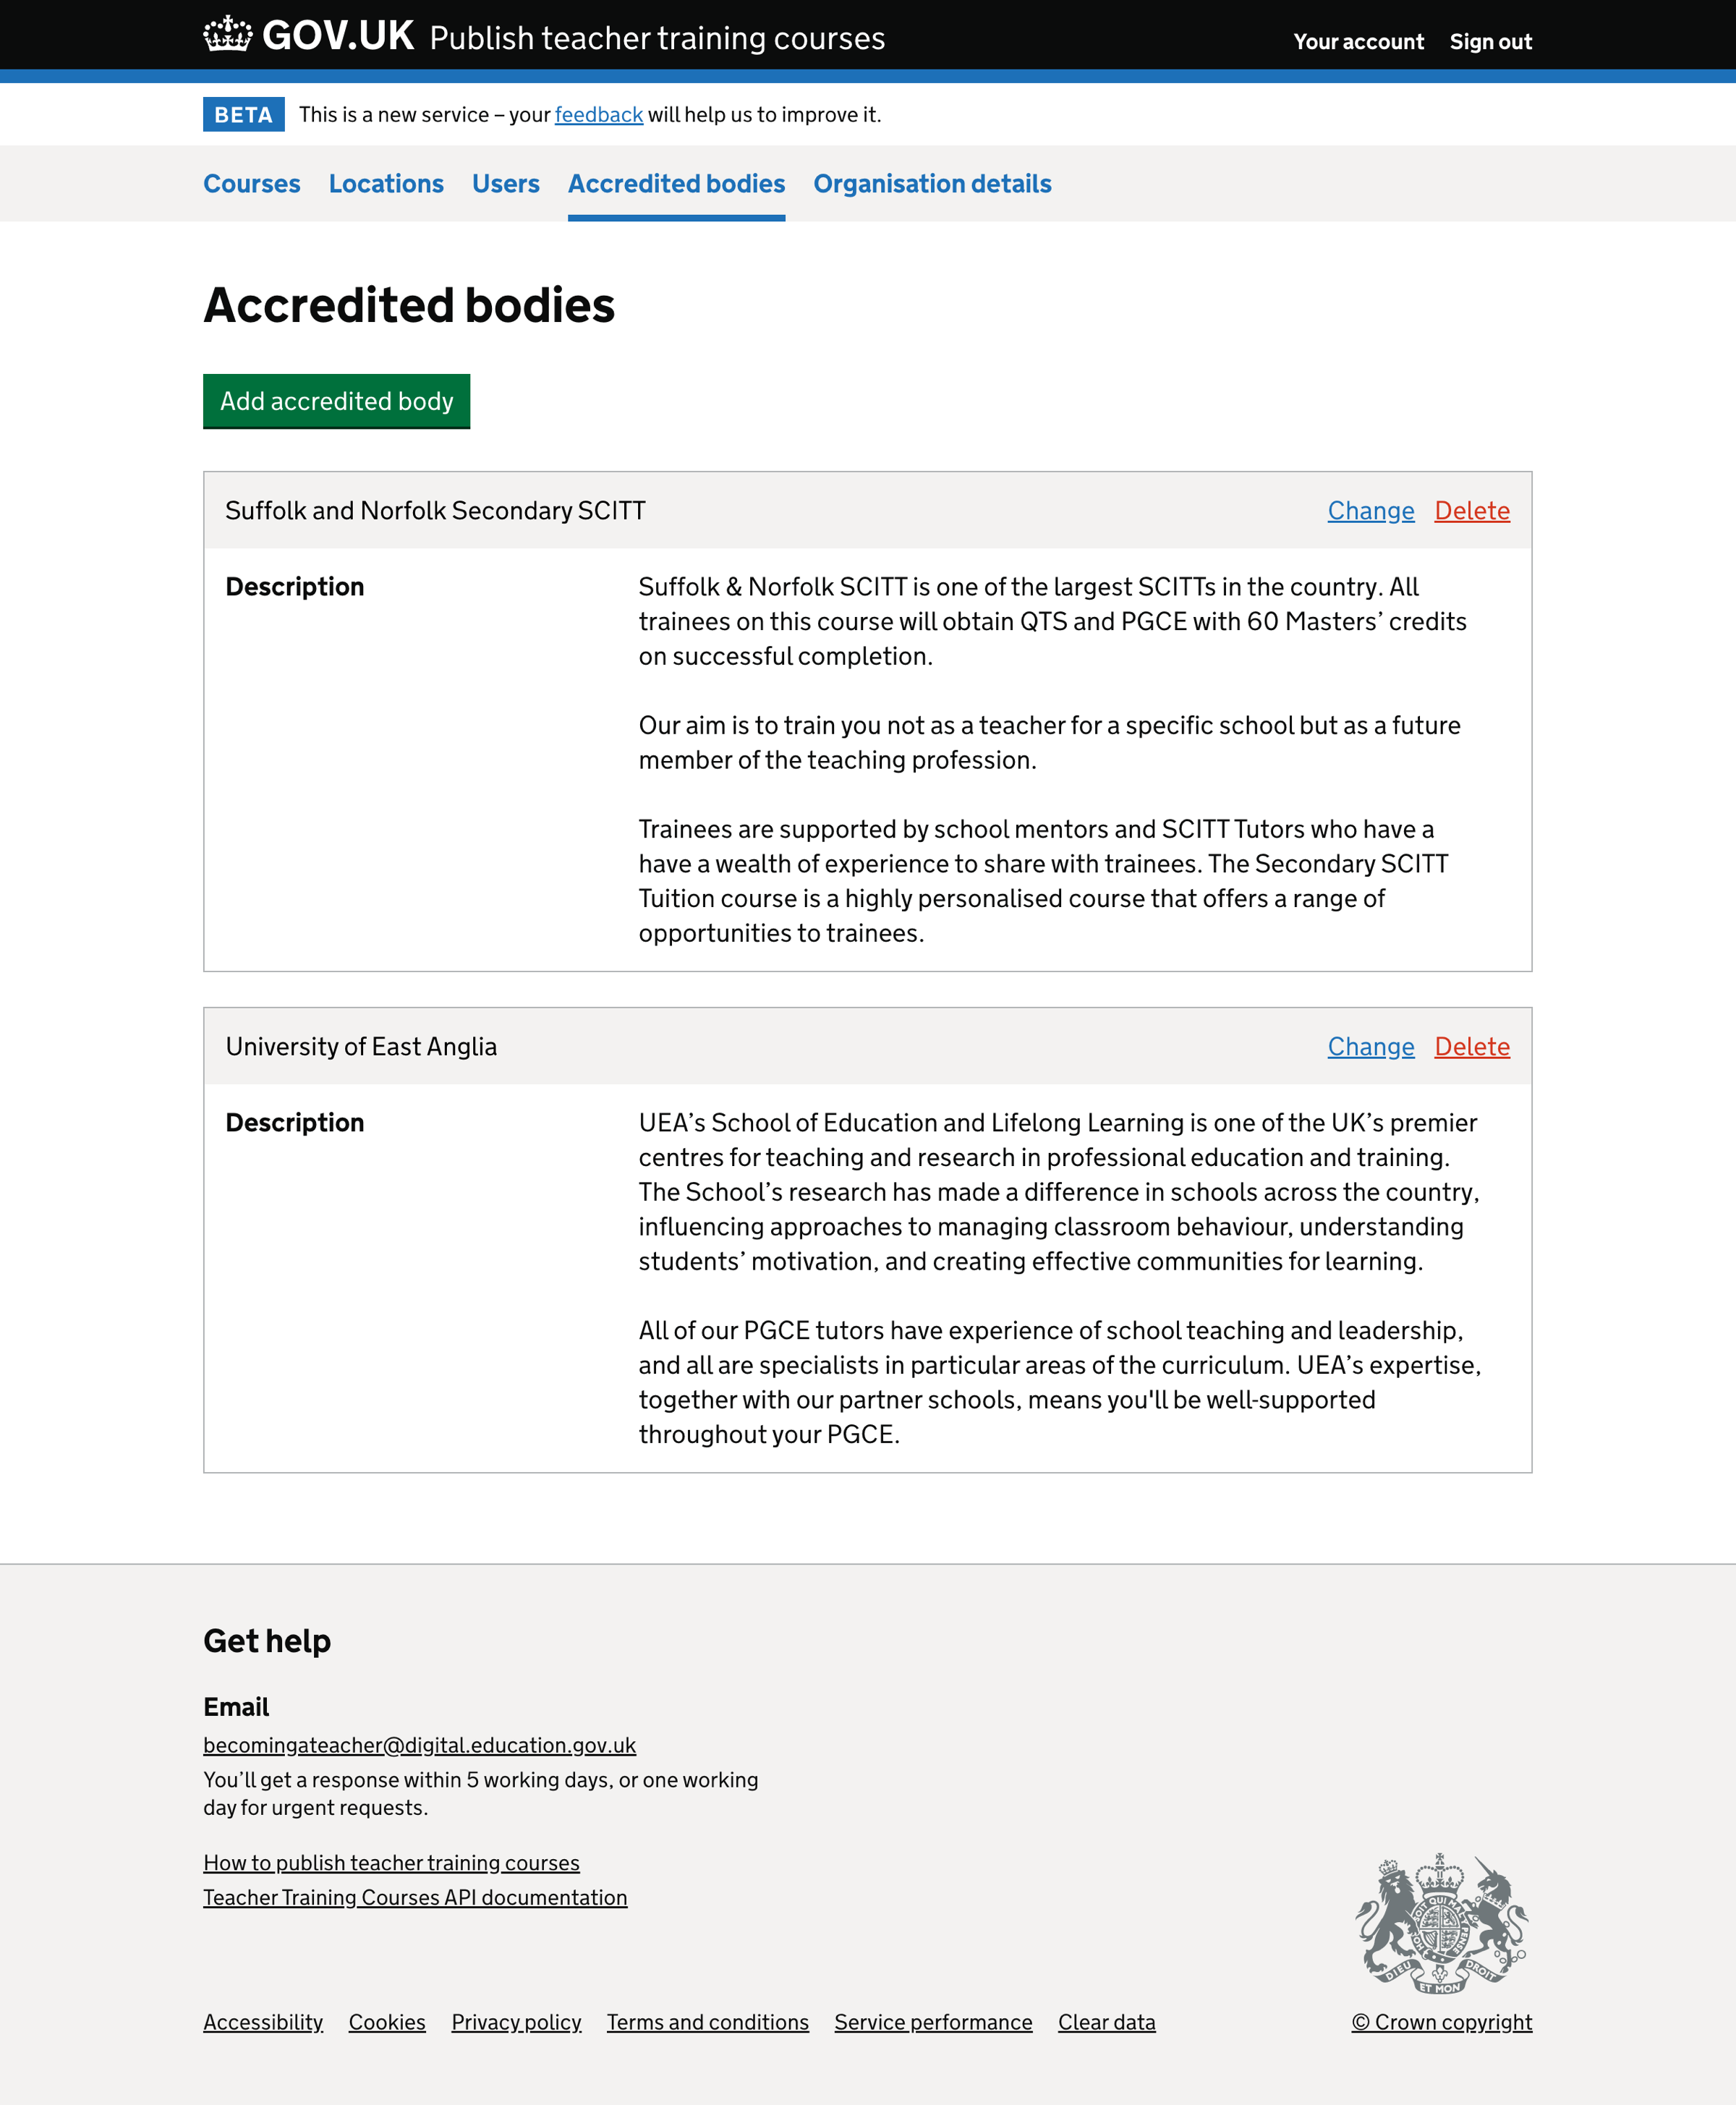 GOV.UK Publish teacher training courses
Your account Sign out
BETA This is a new service – your feedback will help us to improve it.
Courses Locations Users Accredited bodies Organisation details
Accredited bodies
Add accredited body
Suffolk and Norfolk Secondary SCITT
Change Delete
Description
Suffolk & Norfolk SCITT is one of the largest SCITTs in the country. All
trainees on this course will obtain QTS and PGCE with 60 Masters’ credits
on successful completion.
Our aim is to train you not as a teacher for a specific school but as a future
member of the teaching profession.
Trainees are supported by school mentors and SCITT Tutors who have a
have a wealth of experience to share with trainees. The Secondary SCITT
Tuition course is a highly personalised course that offers a range of
opportunities to trainees.
University of East Anglia
Change Delete
Description
UEA’s School of Education and Lifelong Learning is one of the UK’s premier
centres for teaching and research in professional education and training.
The School’s research has made a difference in schools across the country,
influencing approaches to managing classroom behaviour, understanding
students’ motivation, and creating effective communities for learning.
All of our PGCE tutors have experience of school teaching and leadership,
and all are specialists in particular areas of the curriculum. UEA’s expertise,
together with our partner schools, means you'll be well-supported
throughout your PGCE.
Get help
Email
becomingateacher@digital.education.gov.uk
You’ll get a response within 5 working days, or one working
day for urgent requests.
How to publish teacher training courses
Teacher Training Courses API documentation
DIEU ET MON DROIT
Accessibility Cookies Privacy policy Terms and conditions Service performance Clear data
© Crown copyright